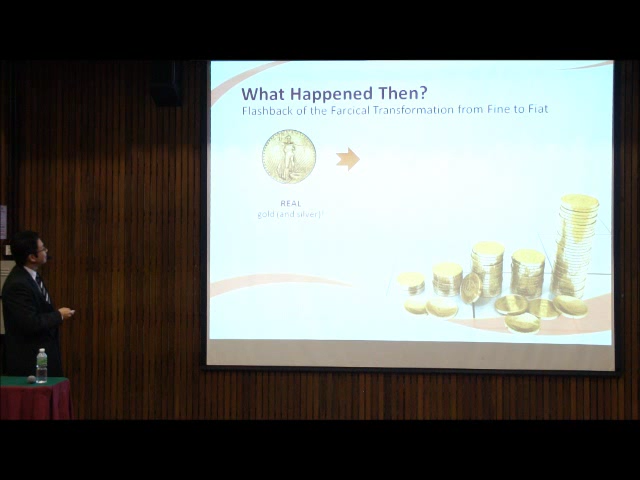 What Happened Then?
Flashback of the Farcical Transformation from Fine to Fiat
REAL
gold (and silver)